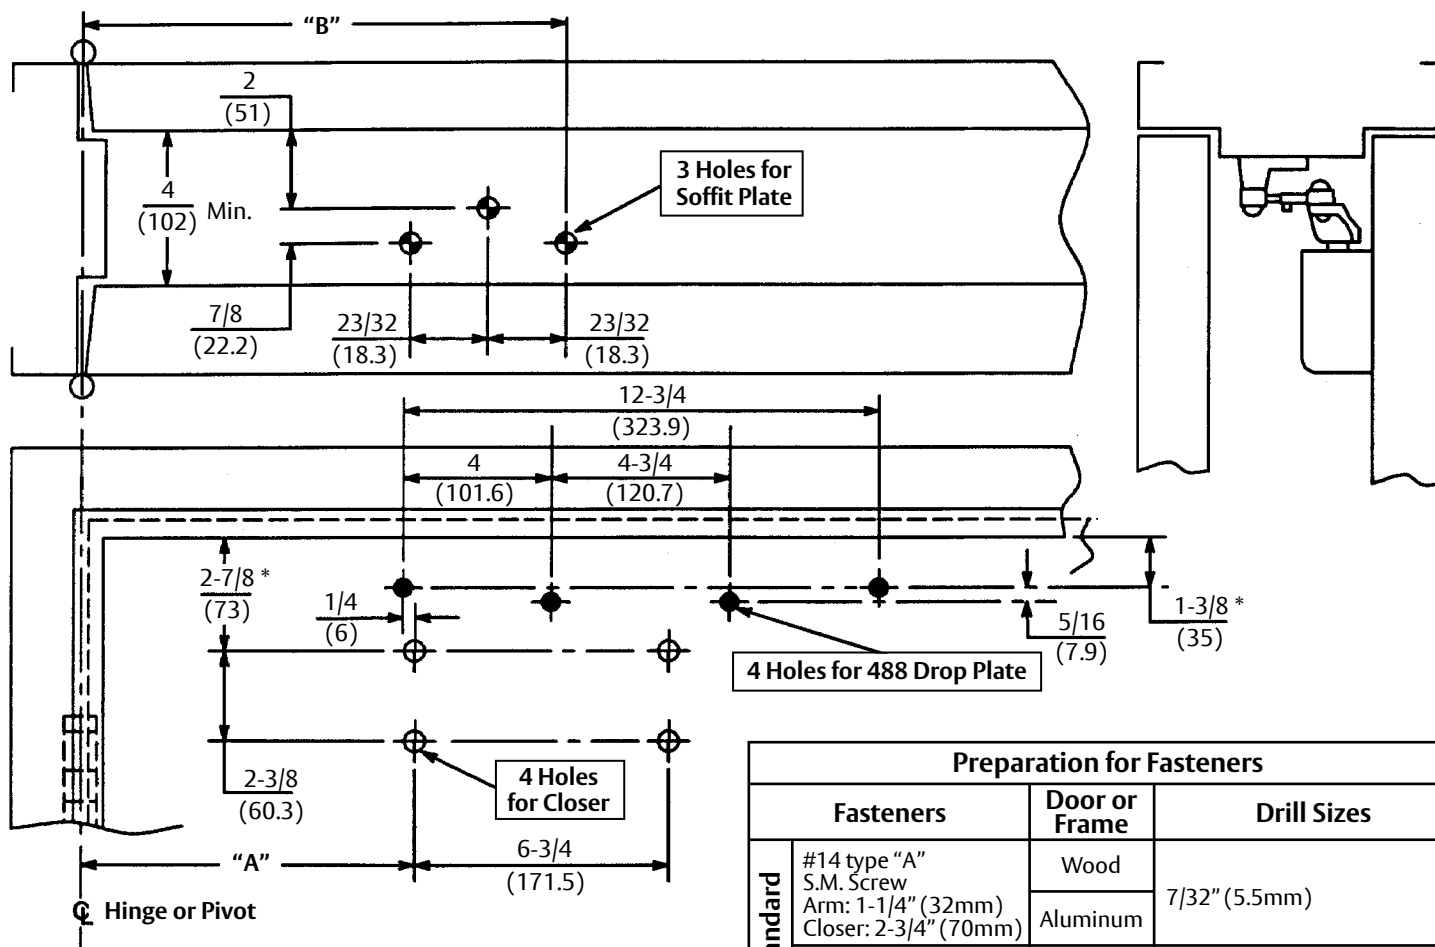 "B"
2
(51)
3 Holes for
Soffit Plate
4
(102) Min.
7/8
(22.2)
23/32
(18.3)
23/32
(18.3)
12-3/4
(323.9)
4
(101.6)
4-3/4
(120.7)
2-7/8 *
(73)
1/4
(6)
5/16
(7.9)
1-3/8 *
(35)
4 Holes for 488 Drop Plate
2-3/8
(60.3)
4 Holes
for Closer
"A"
6-3/4
(171.5)
℄ Hinge or Pivot
Preparation for Fasteners
Fasteners
Door or
Frame
Drill Sizes
ndard
#14 type "A"
S.M. Screw
Arm: 1-1/4" (32mm)
Closer: 2-3/4" (70mm)
Wood
Aluminum
7/32" (5.5mm)